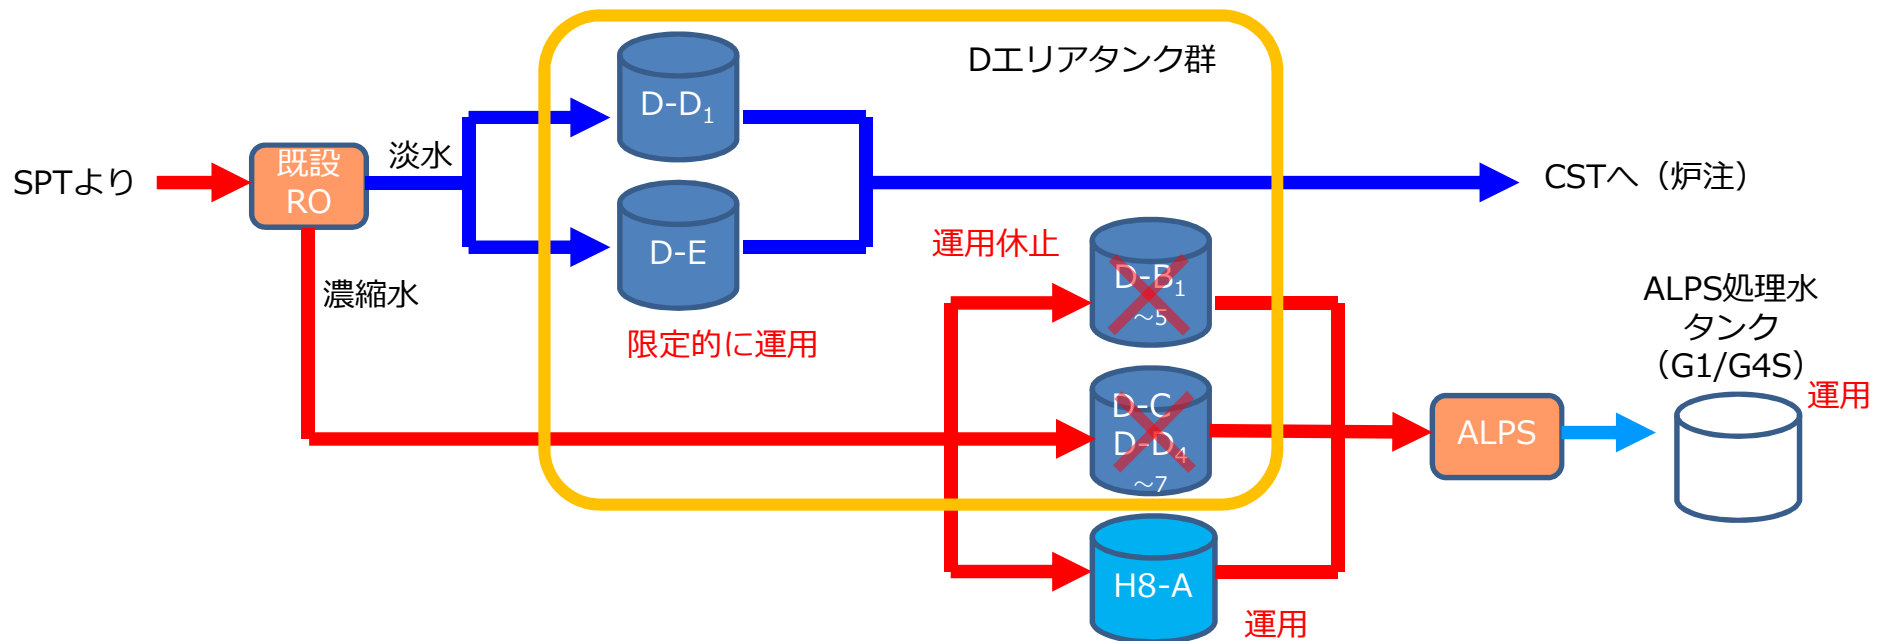 Dエリアタンク群
D-D1
淡水
既設
RO
SPTより
CSTへ（炉注）
D-E
運用休止
D-B1
～5
濃縮水
限定的に運用
ALPS処理水
タンク
（G1/G4S）
運用
D-C
D-D4
～7
ALPS
H8-A
運用